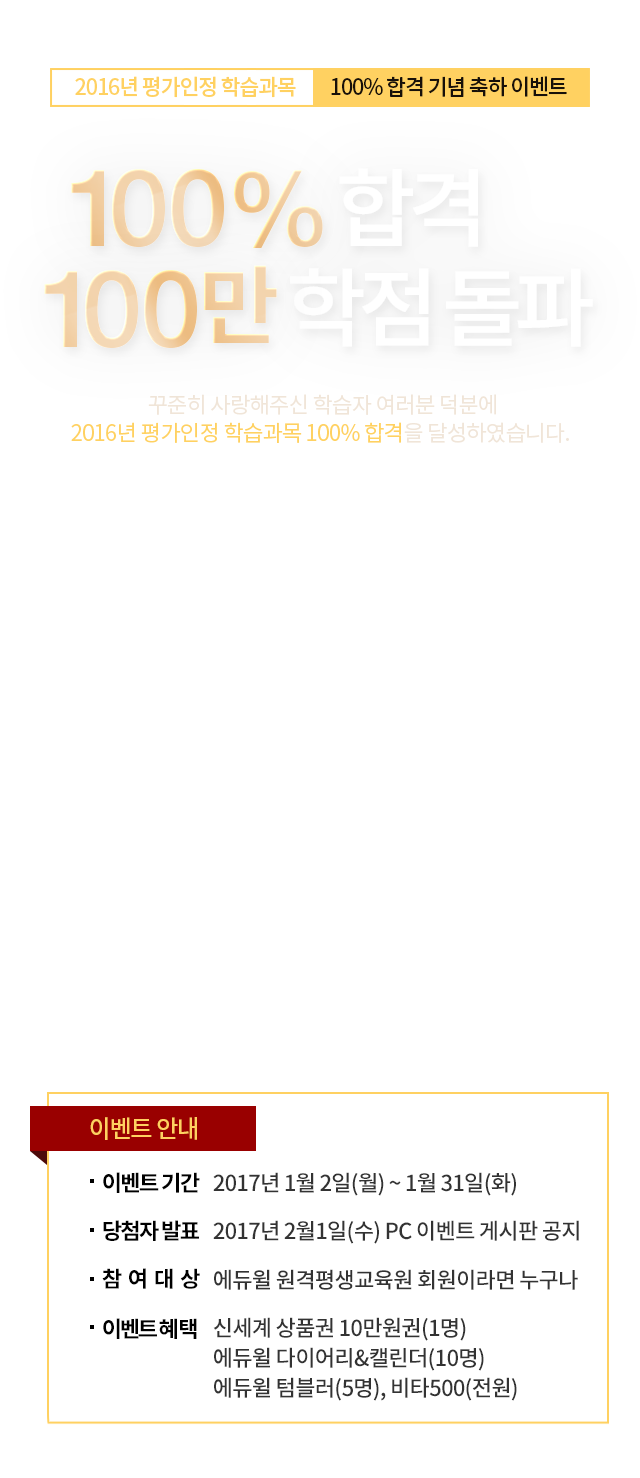 2016년 평가인정 학습과목 100% 합격 기념 축하 이벤트
100% 합격
100만 학점 돌파
꾸준히 사랑해주신 학습자 여러분 덕분에
2016년 평가인정 학습과목 100% 합격을 달성하였습니다.
이벤트 안내
· 이벤트 기간 2017년 1월 2일(월) ~ 1월 31일(화)
· 당첨자 발표 2017년 2월1일(수) PC 이벤트 게시판 공지
· 참 여 대 상 에듀윌 원격평생교육원 회원이라면 누구나
· 이벤트 혜택 신세계 상품권 10만원권(1명)
에듀윌 다이어리&캘린더(10명)
에듀윌 텀블러(5명), 비타500(전원)